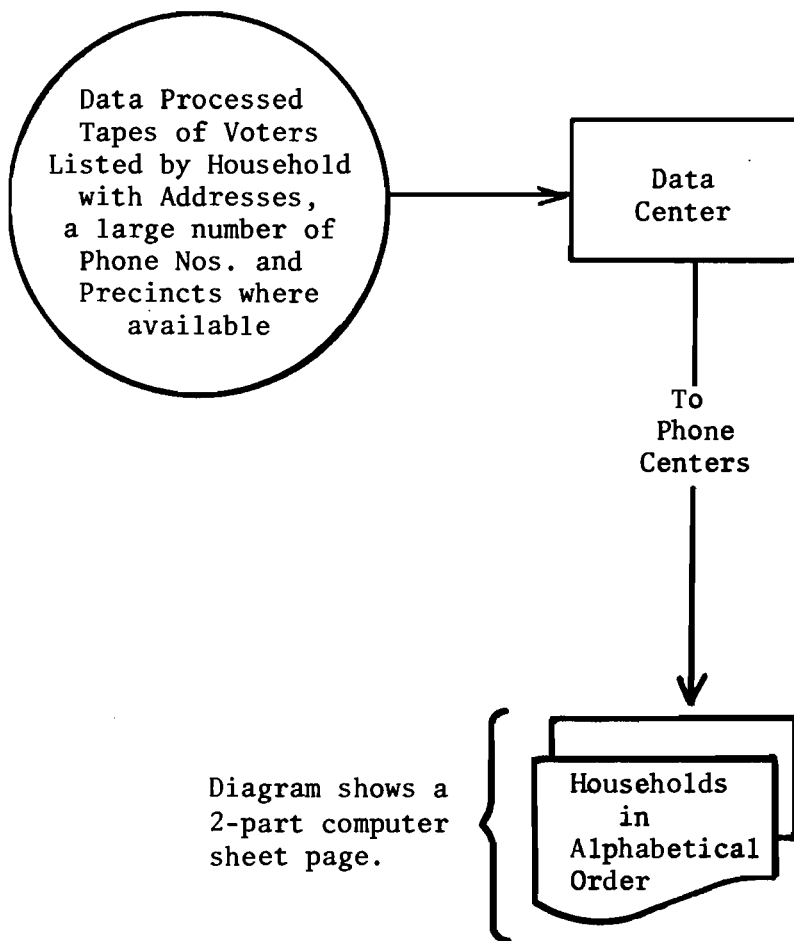 Data Processed
Tapes of Voters
Listed by Household
with Addresses,
a large number of
Phone Nos. and
Precincts where
available
Data
Center
To
Phone
Centers
Diagram shows a
2-part computer
sheet page.
Households
in
Alphabetical
Order